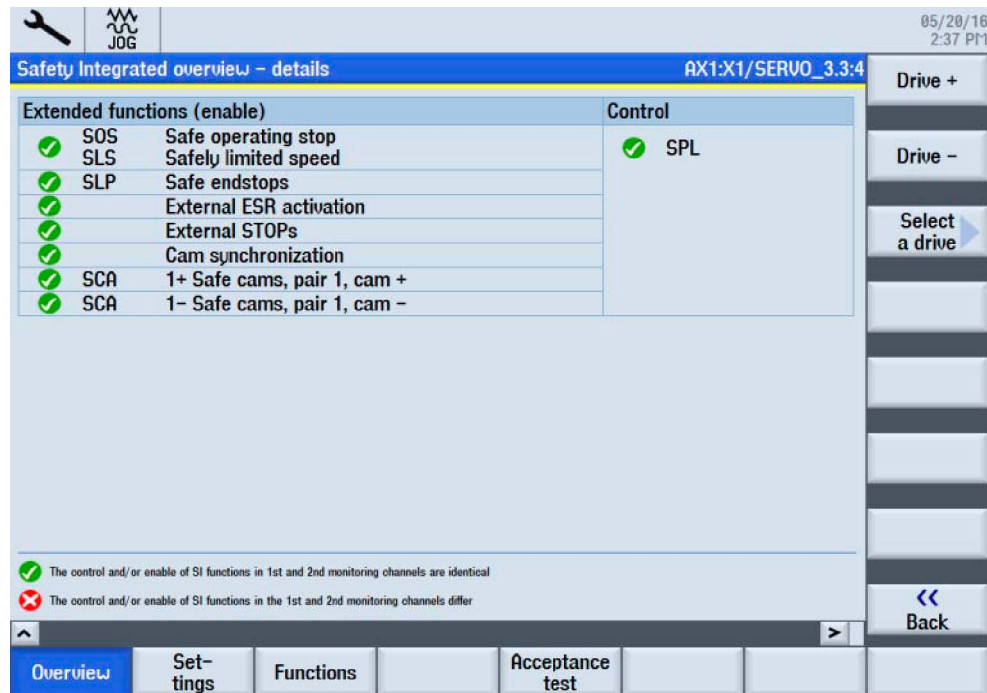 JOG
05/20/16
2:37 PM
Safety Integrated overview – details
AX1:X1/SERVO_3.3:4
Drive +
Extended functions (enable)
Control
SOS Safe operating stop
SLS Safely limited speed
SPL
Drive –
SLP Safe endstops
External ESR activation
External STOPs
Select
a drive
Cam synchronization
SCA 1+ Safe cams, pair 1, cam +
SCA 1– Safe cams, pair 1, cam –
The control and/or enable of SI functions in 1st and 2nd monitoring channels are identical
The control and/or enable of SI functions in the 1st and 2nd monitoring channels differ
<<
Back
Overview
Set-
tings
Functions
Acceptance
test